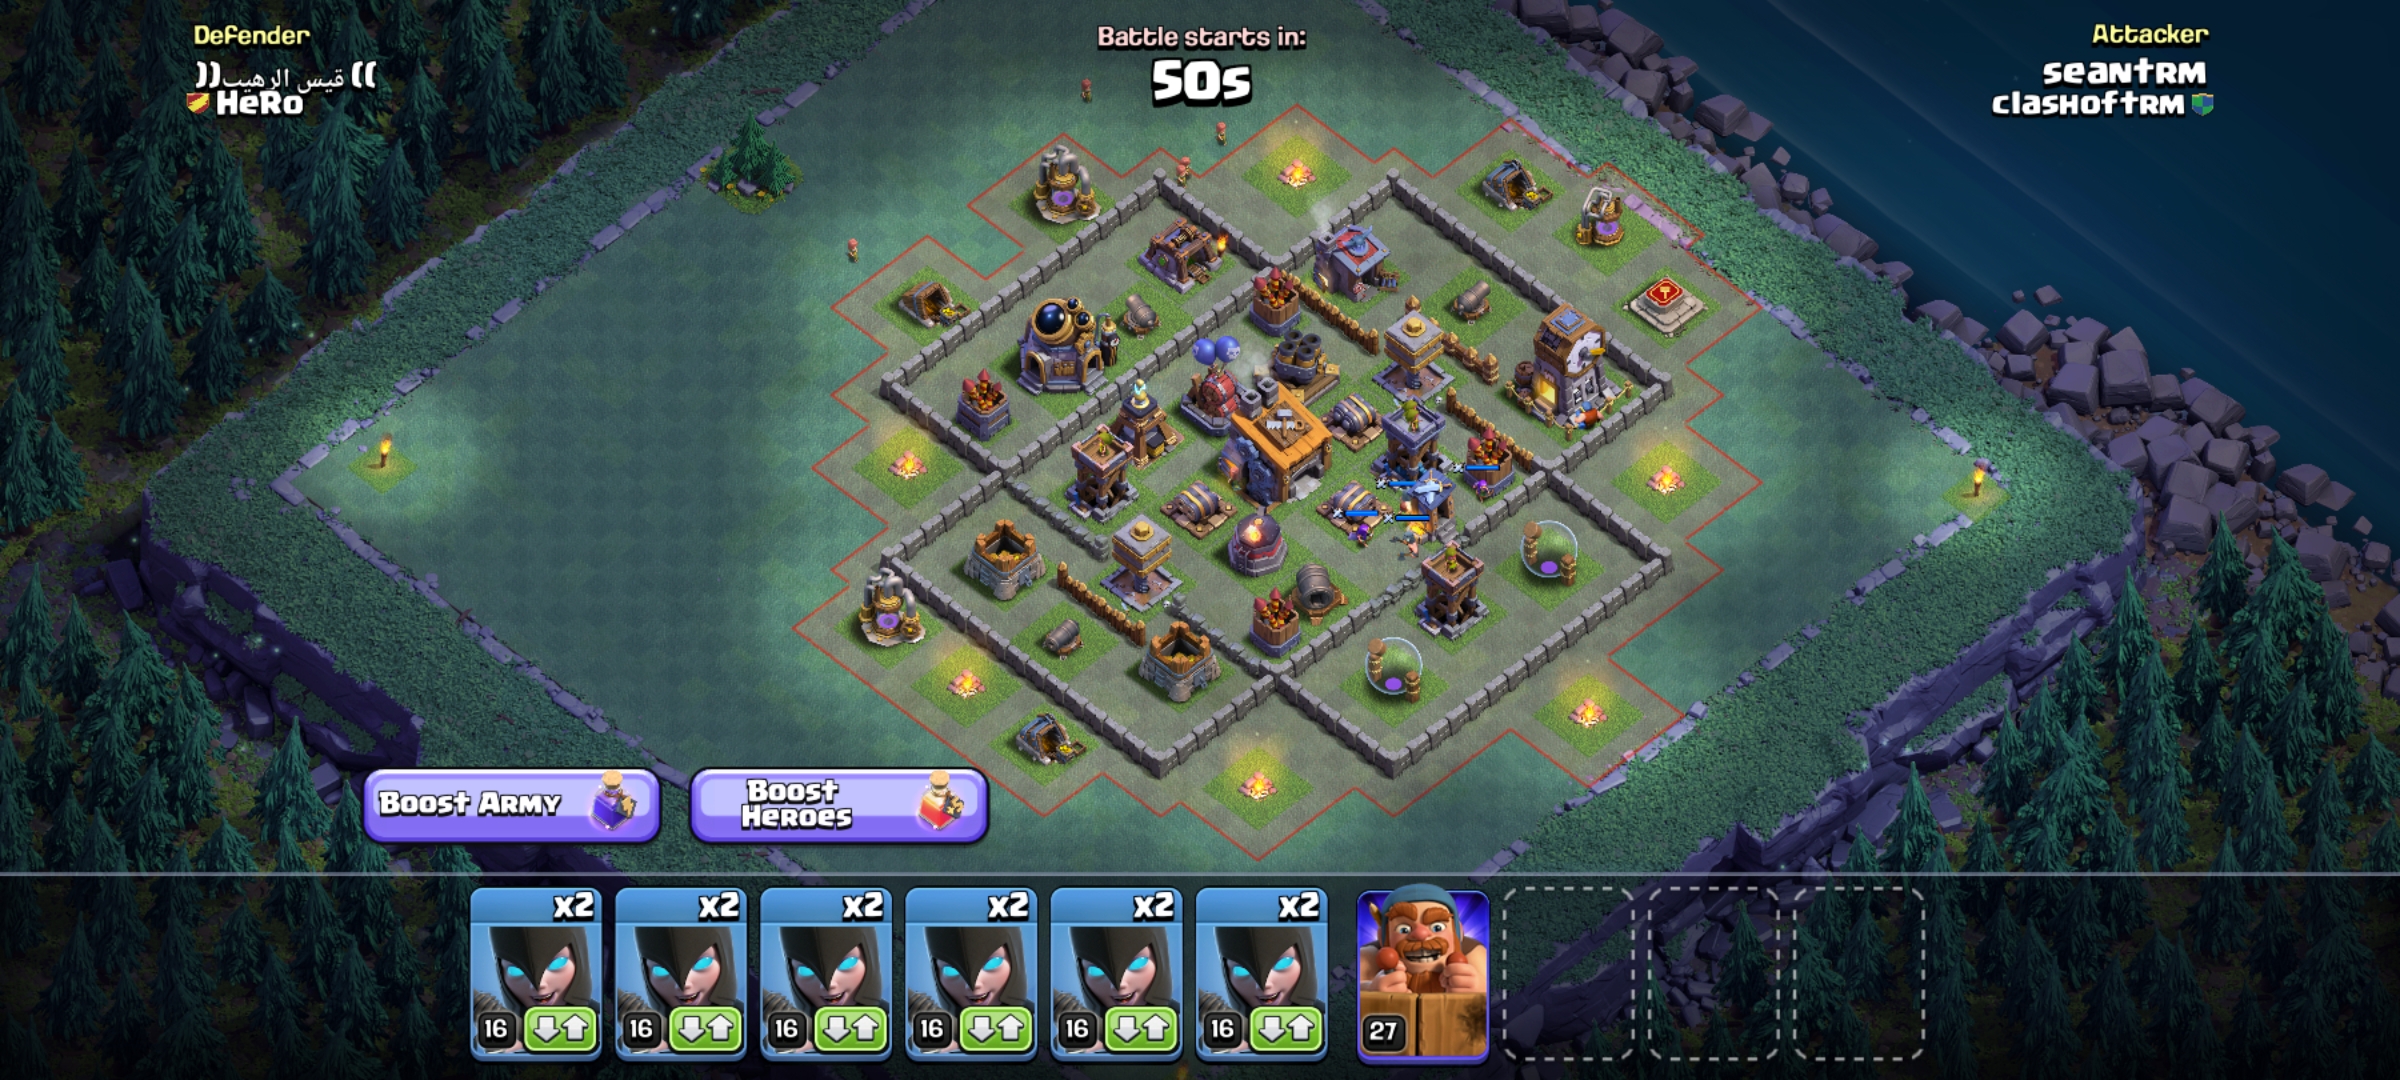 Defender
((قيس الرهيب))
HeRo
Battle starts in:
50s
Attacker
seantRM
clashoftRM
Boost Army
Boost
Heroes
x2
x2
x2
x2
x2
x2
16
16
16
16
16
16
27